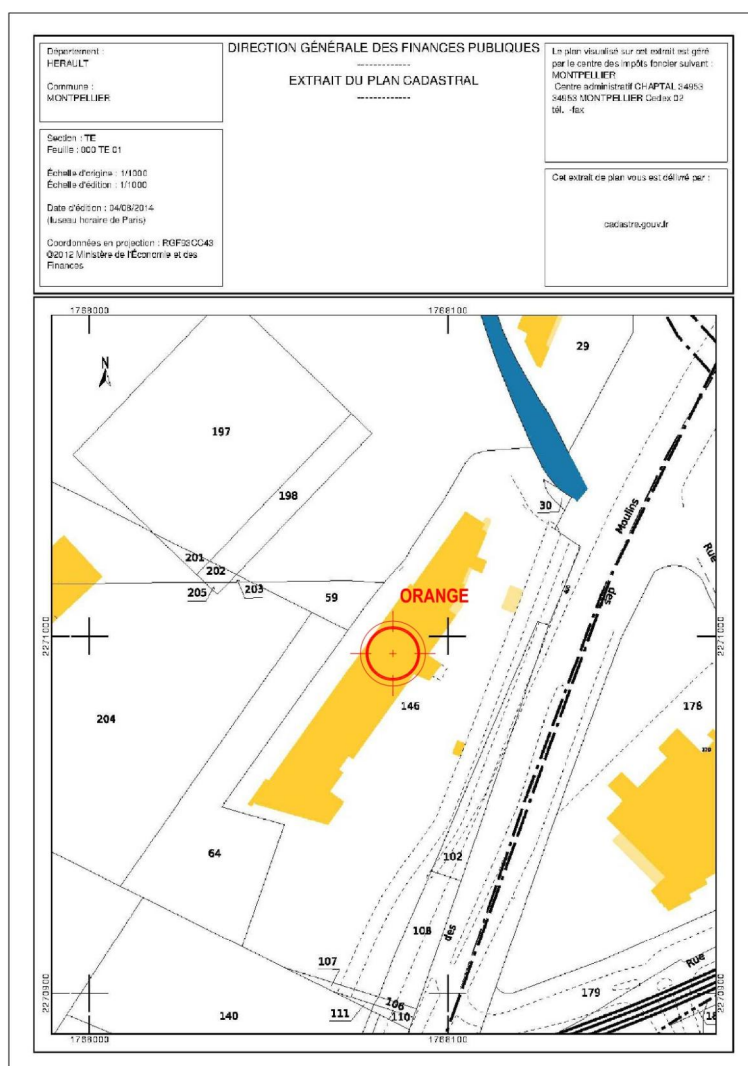 Département :
HERAULT
Commune :
MONTPELLIER
Section : TE
Feuille : 000 TE 01
Échelle d'origine : 1/1000
Échelle d'édition : 1/1000
Date d'édition : 04/08/2014
(fuseau horaire de Paris)
Coordonnées en projection : RGF93CC43
©2012 Ministère de l'Économie et des
Finances
DIRECTION GÉNÉRALE DES FINANCES PUBLIQUES
-------------
EXTRAIT DU PLAN CADASTRAL
-------------
Le plan visualisé sur cet extrait est géré
par le centre des impôts foncier suivant :
MONTPELLIER
Centre administratif CHAPTAL 34953
34953 MONTPELLIER Cedex 02
tél. -fax
Cet extrait de plan vous est délivré par :
cadastre.gouv.fr
1768000
1768100
N
29
197
198
30
Moulins
Rue
201
202
205
203
59
ORANGE
des
2271000
2271000
204
146
178
64
102
108
des
107
Rue
2270900
2270900
106
179
140
111
110
18
1768000
1768100